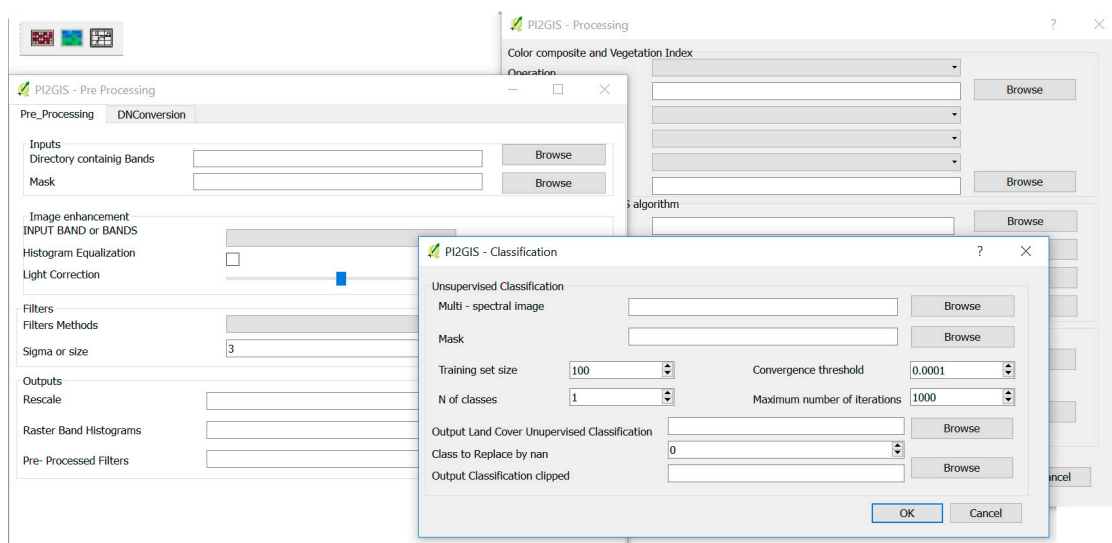 PI2GIS - Processing
?
Color composite and Vegetation Index
Operation
Browse
Browse
S algorithm
Browse
ncel
PI2GIS - Pre Processing
Pre_Processing DNConversion
Inputs
Directory containig Bands
Browse
Mask
Browse
Image enhancement
INPUT BAND or BANDS
Histogram Equalization
Light Correction
Filters
Filters Methods
Sigma or size 3
Outputs
Rescale
Raster Band Histograms
Pre- Processed Filters
PI2GIS - Classification
?
Unsupervised Classification
Multi - spectral image Browse
Mask Browse
Training set size 100 Convergence threshold 0.0001
N of classes 1 Maximum number of iterations 1000
Output Land Cover Unupervised Classification Browse
Class to Replace by nan 0
Output Classification clipped Browse
OK Cancel